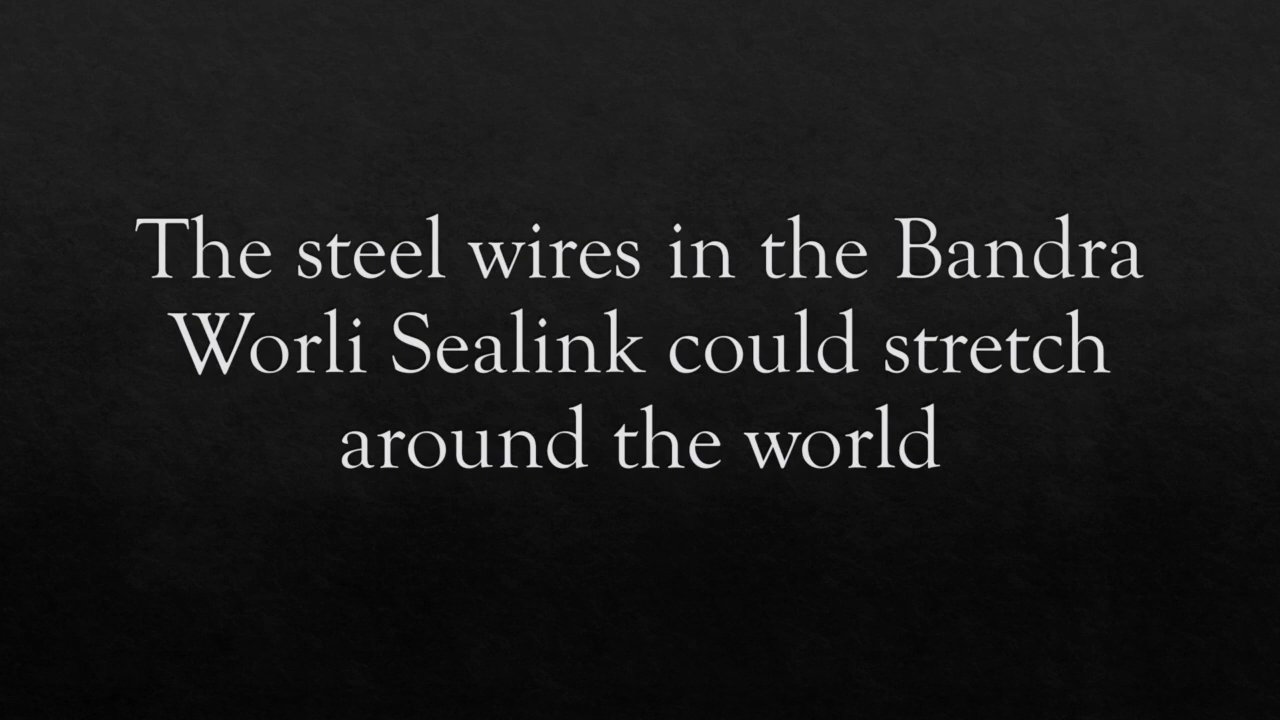 The steel wires in the Bandra
Worli Sealink could stretch
around the world